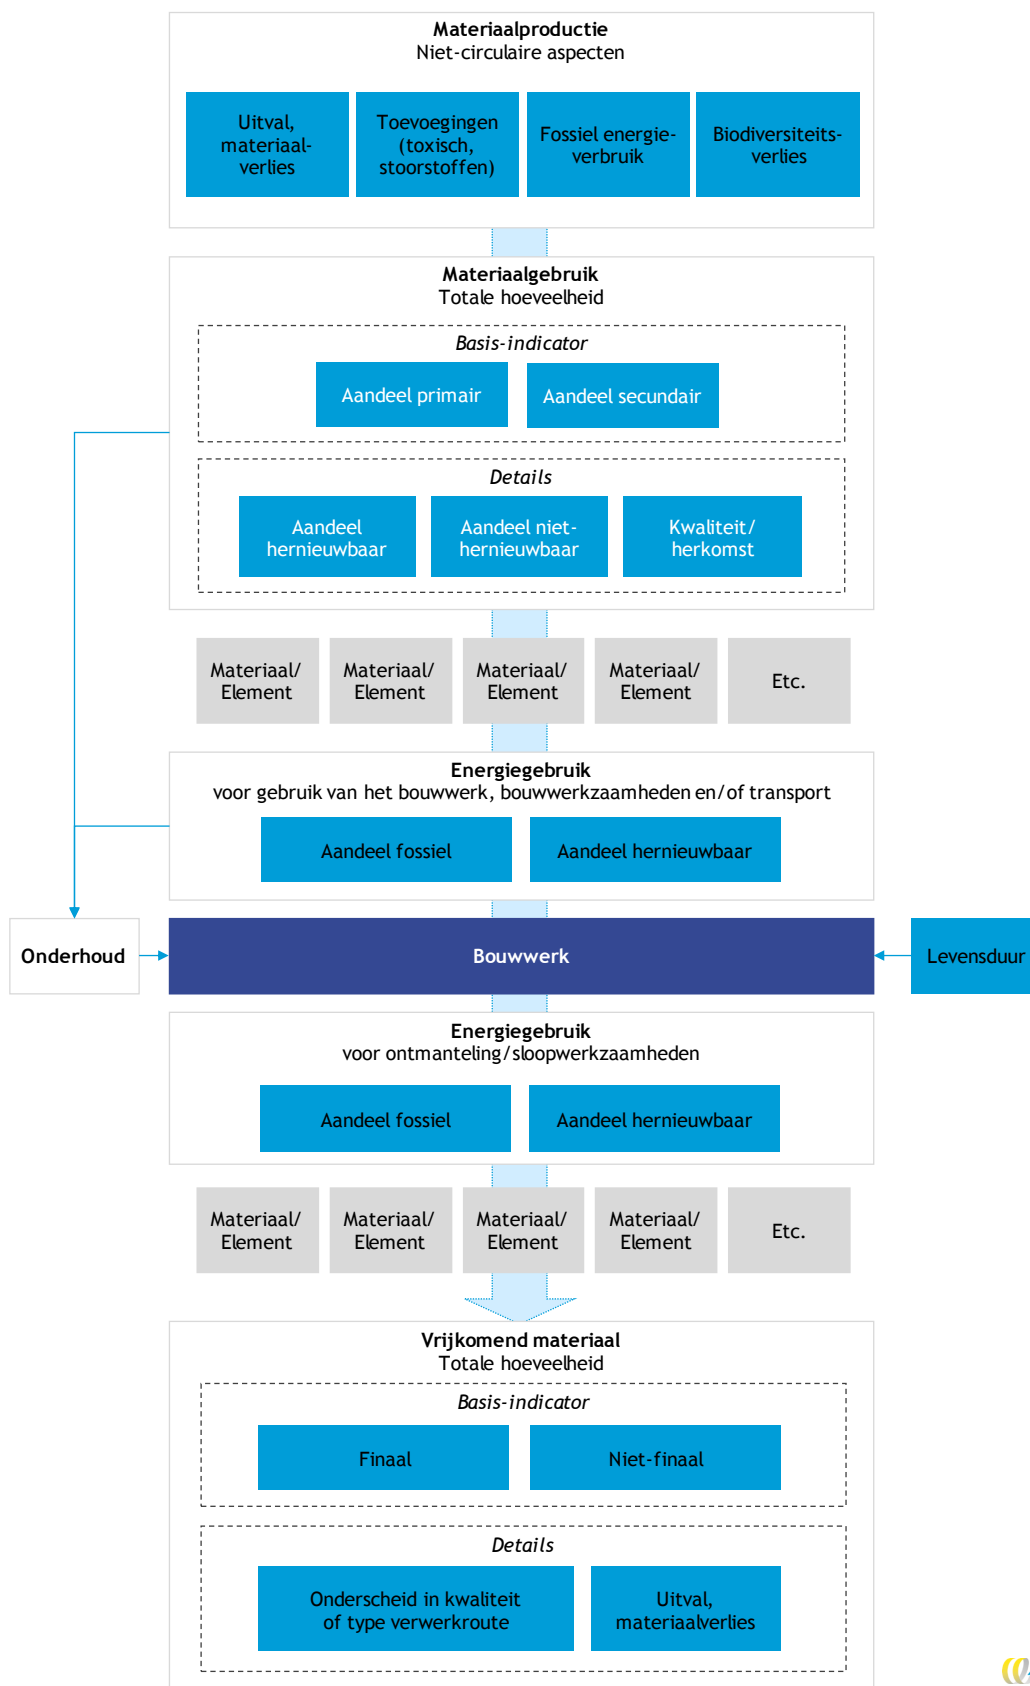 Materiaalproductie
Niet-circulaire aspecten
Uitval,
materiaal-
verlies
Toevoegingen
(toxisch,
stoorstoffen)
Fossiel energie-
verbruik
Biodiversiteits-
verlies
Materiaalgebruik
Totale hoeveelheid
Basis-indicator
Aandeel primair
Aandeel secundair
Details
Aandeel
hernieuwbaar
Aandeel niet-
hernieuwbaar
Kwaliteit/
herkomst
Materiaal/
Element
Materiaal/
Element
Materiaal/
Element
Materiaal/
Element
Etc.
Energiegebruik
voor gebruik van het bouwwerk, bouwwerkzaamheden en/of transport
Aandeel fossiel
Aandeel hernieuwbaar
Onderhoud
Bouwwerk
Levensduur
Energiegebruik
voor ontmanteling/sloopwerkzaamheden
Aandeel fossiel
Aandeel hernieuwbaar
Materiaal/
Element
Materiaal/
Element
Materiaal/
Element
Materiaal/
Element
Etc.
Vrijkomend materiaal
Totale hoeveelheid
Basis-indicator
Finaal
Niet-finaal
Details
Onderscheid in kwaliteit
of type verwerkroute
Uitval,
materiaalverlies